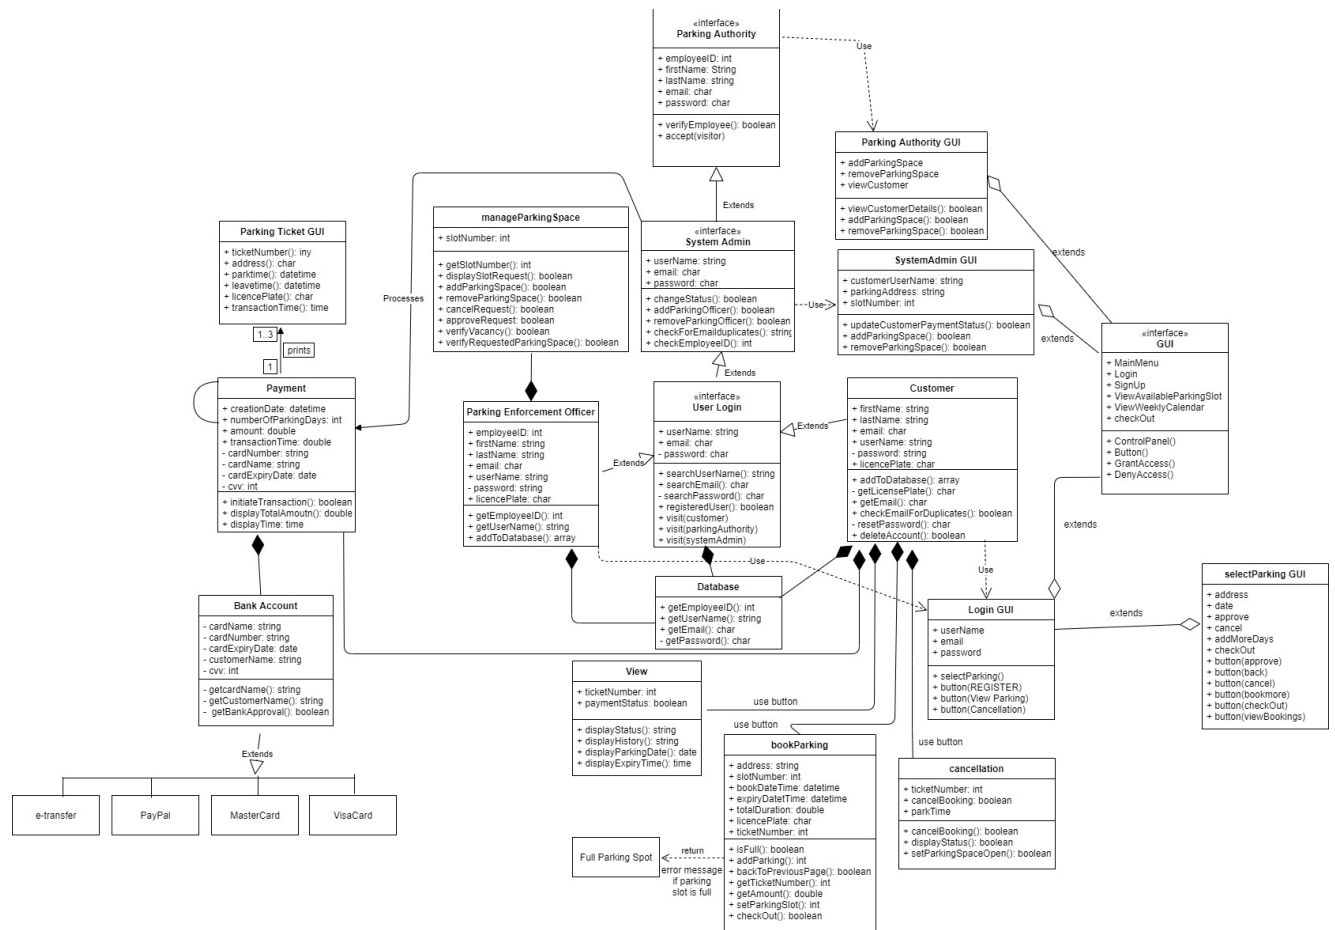 «interface»
Parking Authority
+ employeeID: int
+ firstName: String
+ lastName: string
+ email: char
+ password: char
+ verifyEmployee(): boolean
+ accept(visitor)
Use
Parking Authority GUI
+ addParkingSpace
+ removeParkingSpace
+ viewCustomer
+ viewCustomerDetails(): boolean
+ addParkingSpace(): boolean
+ removeParkingSpace(): boolean
Extends
extends
Parking Ticket GUI
+ ticketNumber(): iny
+ address(): char
+ parktime(): datetime
+ leavetime(): datetime
+ licencePlate(): char
+ transactionTime(): time
manageParkingSpace
+ slotNumber: int
+ getSlotNumber(): int
+ displaySlotRequest(): boolean
+ addParkingSpace(): boolean
+ removeParkingSpace(): boolean
+ cancelRequest(): boolean
+ approveRequest: boolean
+ verifyVacancy(): boolean
+ verifyRequestedParkingSpace(): boolean
Processes
«interface»
System Admin
+ userName: string
+ email: char
+ password: char
+ changeStatus(): boolean
+ addParkingOfficer(): boolean
+ removeParkingOfficer(): boolean
+ checkForEmailduplicates(): string
+ checkEmployeeID(): int
Use
SystemAdmin GUI
+ customerUserName: string
+ parkingAddress: string
+ slotNumber: int
+ updateCustomerPaymentStatus(): boolean
+ addParkingSpace(): boolean
+ removeParkingSpace(): boolean
extends
«interface»
GUI
+ MainMenu
+ Login
+ SignUp
+ ViewAvailableParkingSlot
+ ViewWeeklyCalendar
+ checkOut
+ ControlPanel()
+ Button()
+ GrantAccess()
+ DenyAccess()
1..3
prints
1
Payment
+ creationDate: datetime
+ numberOfParkingDays: int
+ amount: double
+ transactionTime: double
- cardNumber: string
- cardName: string
- cardExpiryDate: date
- cvv: int
+ initiateTransaction(): boolean
+ displayTotalAmoutn(): double
+ displayTime: time
Parking Enforcement Officer
+ employeeID: int
+ firstName: string
+ lastName: string
+ email: char
+ userName: string
- password: string
+ licencePlate: char
+ getEmployeeID(): int
+ getUserName(): string
+ addToDatabase(): array
Extends
Extends
«interface»
User Login
+ userName: string
+ email: char
- password: char
+ searchUserName(): string
+ searchEmail(): char
- searchPassword(): char
+ registeredUser(): boolean
+ visit(customer)
+ visit(parkingAuthority)
+ visit(systemAdmin)
Extends
Customer
+ firstName: string
+ lastName: string
+ email: char
+ userName: string
- password: string
+ licencePlate: char
+ addToDatabase(): array
- getLicensePlate(): char
+ getEmail(): char
+ checkEmailForDuplicates(): boolean
- resetPassword(): char
+ deleteAccount(): boolean
extends
Use
Use
Database
+ getEmployeeID(): int
+ getUserName(): string
+ getEmail(): char
- getPassword(): char
Login GUI
+ userName
+ email
+ password
+ selectParking()
+ button(REGISTER)
+ button(View Parking)
+ button(Cancellation)
extends
selectParking GUI
+ address
+ date
+ approve
+ cancel
+ addMoreDays
+ checkOut
+ button(approve)
+ button(back)
+ button(cancel)
+ button(bookmore)
+ button(checkOut)
+ button(viewBookings)
Bank Account
- cardName: string
- cardNumber: string
- cardExpiryDate: date
- customerName: string
- cvv: int
- getcardName(): string
- getCustomerName(): string
- getBankApproval(): boolean
Extends
e-transfer
PayPal
MasterCard
VisaCard
View
+ ticketNumber: int
+ paymentStatus: boolean
+ displayStatus(): string
+ displayHistory(): string
+ displayParkingDate(): date
+ displayExpiryTime(): time
use button
use button
use button
bookParking
+ address: string
+ slotNumber: int
+ bookDateTime: datetime
+ expiryDatetTime: datetime
+ totalDuration: double
+ licencePlate: char
+ ticketNumber: int
+ isFull(): boolean
+ addParking(): int
+ backToPreviousPage(): boolean
+ getTicketNumber(): int
+ getAmount(): double
+ setParkingSlot(): int
+ checkOut(): boolean
cancellation
+ ticketNumber: int
+ cancelBooking: boolean
+ parkTime
+ cancelBooking(): boolean
+ displayStatus(): boolean
+ setParkingSpaceOpen(): boolean
Full Parking Spot
return
error message
if parking
slot is full